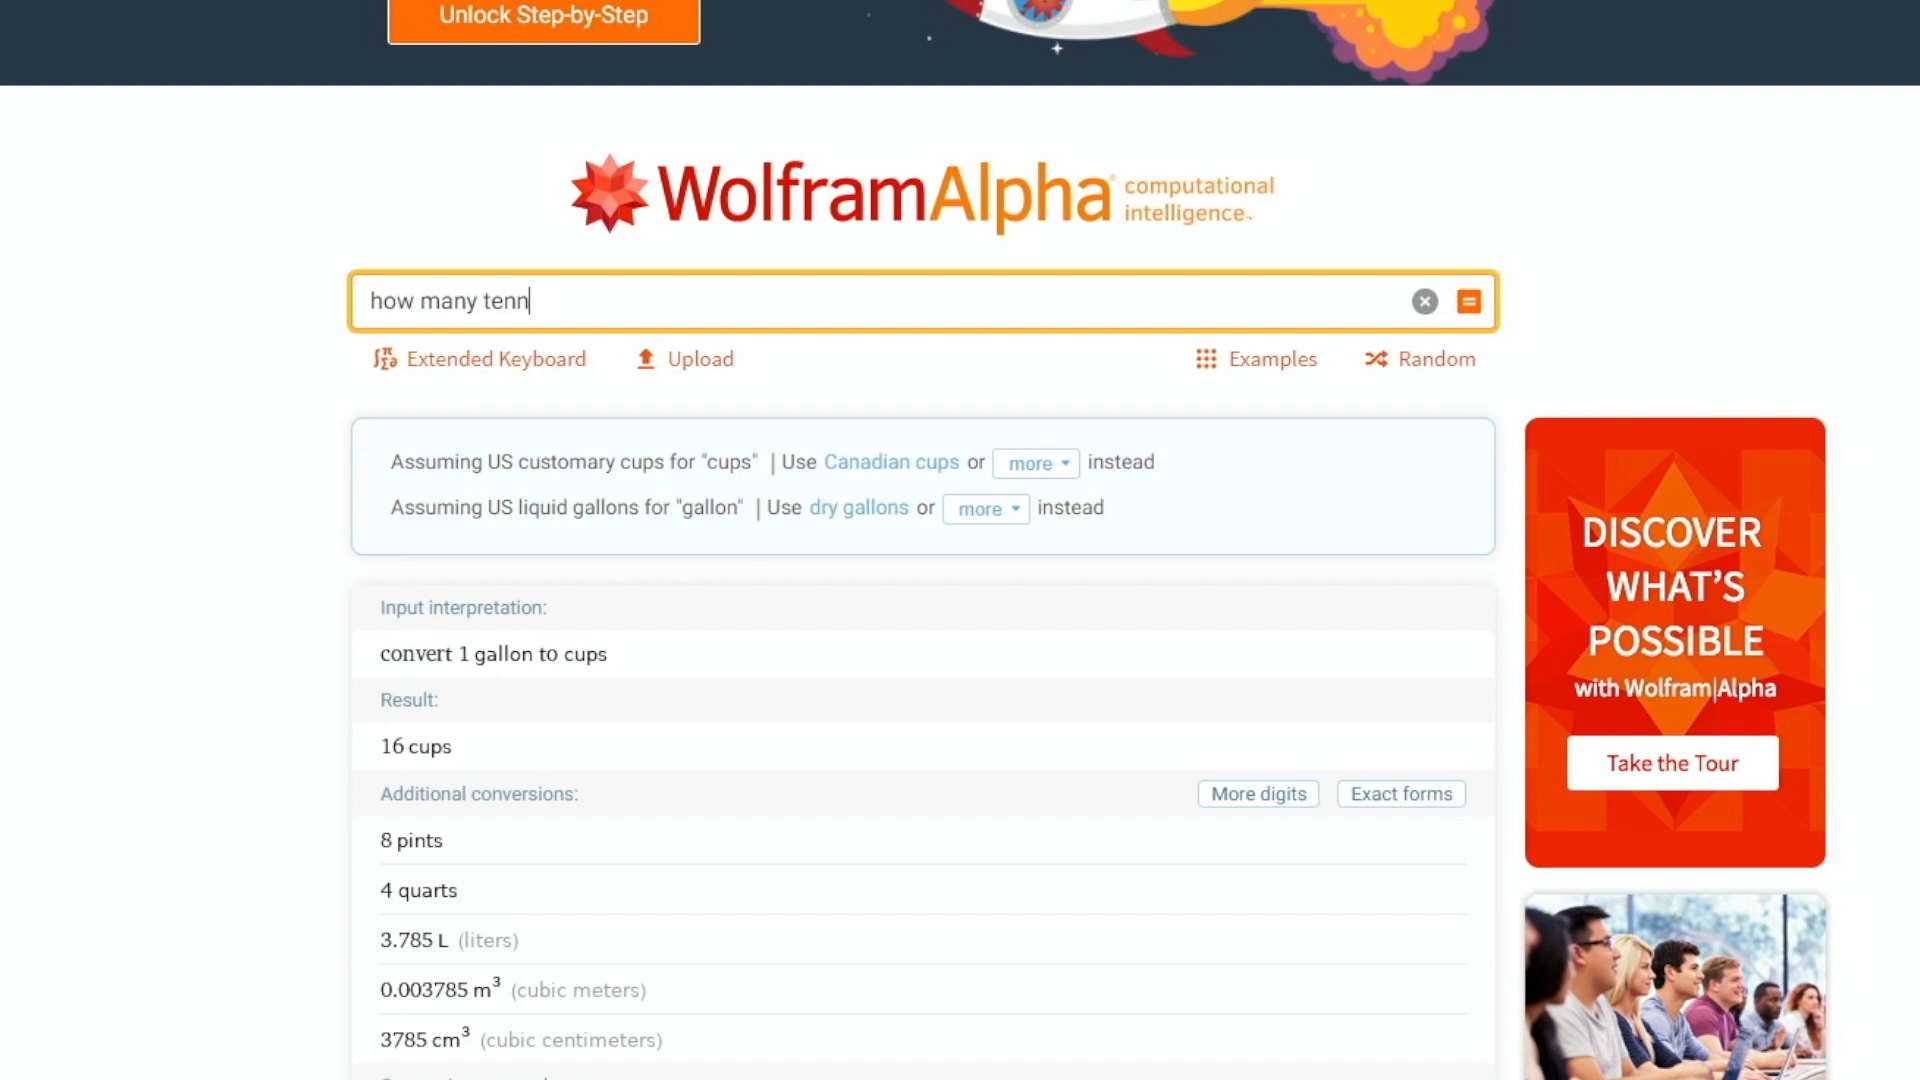 Unlock Step-by-Step
WolframAlpha computational intelligence
how many tenn
Extended Keyboard Upload Examples Random
Assuming US customary cups for "cups" | Use Canadian cups or more instead
Assuming US liquid gallons for "gallon" | Use dry gallons or more instead
Input interpretation:
convert 1 gallon to cups
Result:
16 cups
Additional conversions: More digits Exact forms
8 pints
4 quarts
3.785 L (liters)
0.003785 m³ (cubic meters)
3785 cm³ (cubic centimeters)
DISCOVER
WHAT'S
POSSIBLE
with Wolfram|Alpha
Take the Tour